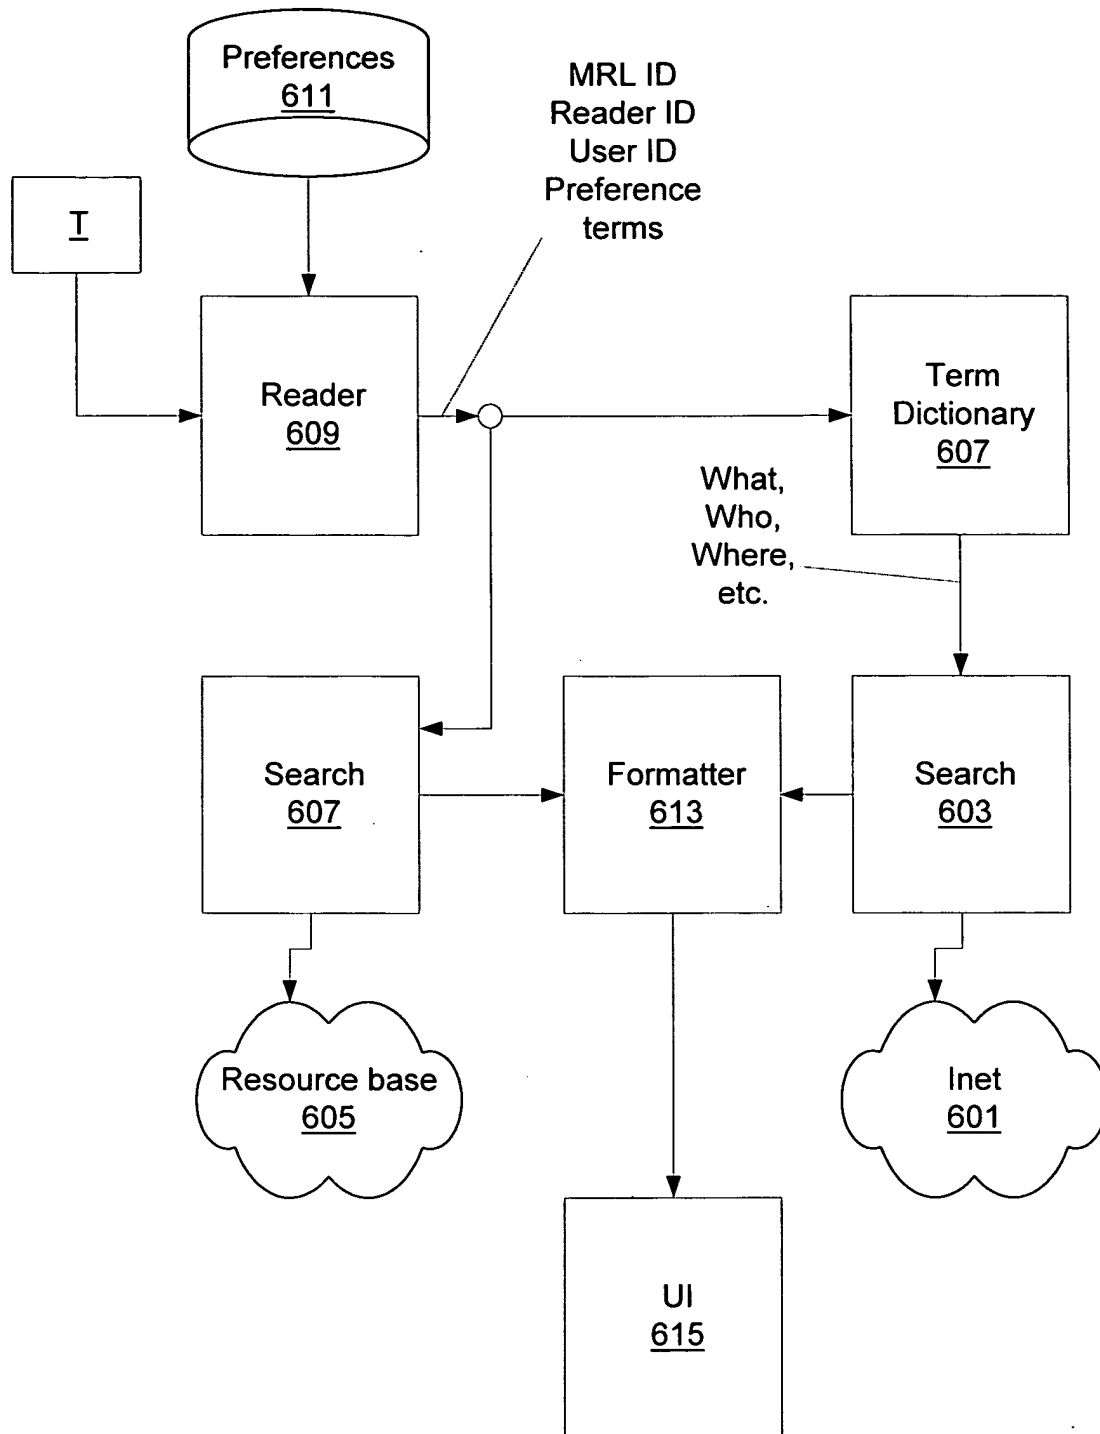 Preferences
611
MRL ID
Reader ID
User ID
Preference
terms
T
Reader
609
Term
Dictionary
607
What,
Who,
Where,
etc.
Search
607
Formatter
613
Search
603
Resource base
605
Inet
601
UI
615